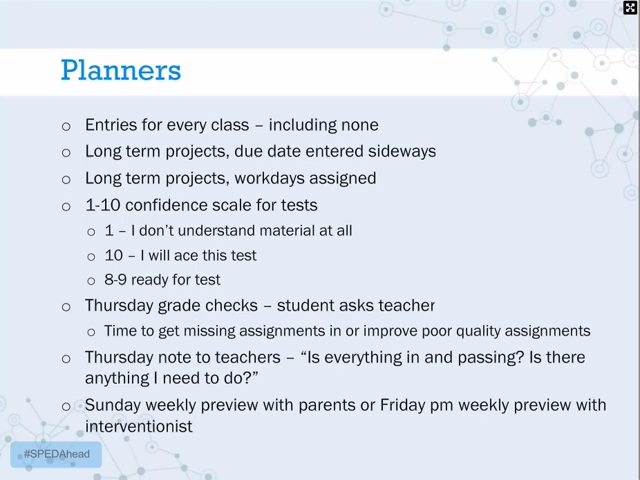 Planners
o Entries for every class – including none
o Long term projects, due date entered sideways
o Long term projects, workdays assigned
o 1-10 confidence scale for tests
o 1 – I don't understand material at all
o 10 – I will ace this test
o 8-9 ready for test
o Thursday grade checks – student asks teacher
o Time to get missing assignments in or improve poor quality assignments
o Thursday note to teachers – “Is everything in and passing? Is there
anything I need to do?”
o Sunday weekly preview with parents or Friday pm weekly preview with
interventionist
#SPEDAhead